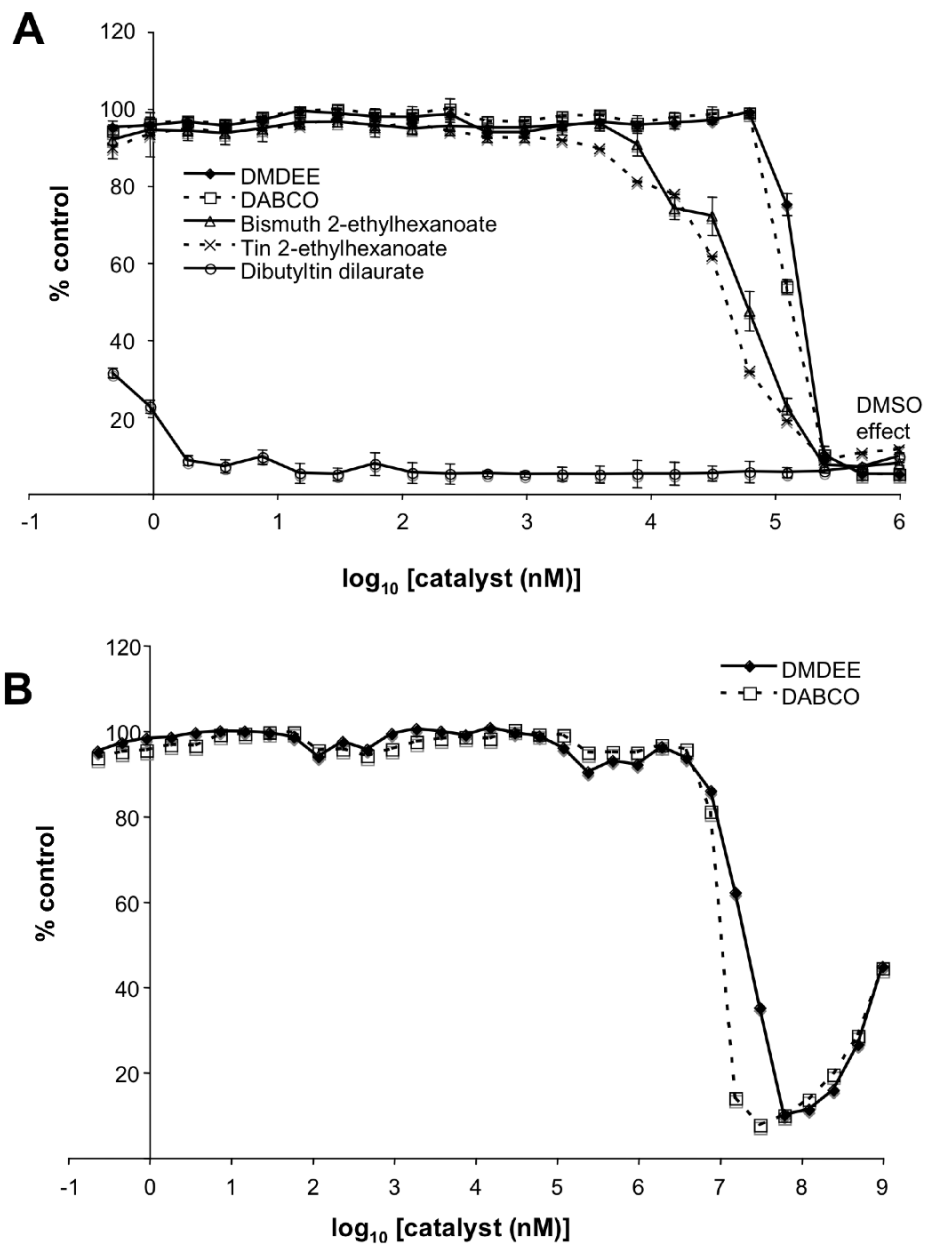 A
120
100
80
60
40
20
% control
DMDEE
DABCO
Bismuth 2-ethylhexanoate
Tin 2-ethylhexanoate
Dibutyltin dilaurate
DMSO
effect
-1 0 1 2 3 4 5 6
log10 [catalyst (nM)]
B
120
100
80
60
40
20
% control
DMDEE
DABCO
-1 0 1 2 3 4 5 6 7 8 9
log10 [catalyst (nM)]